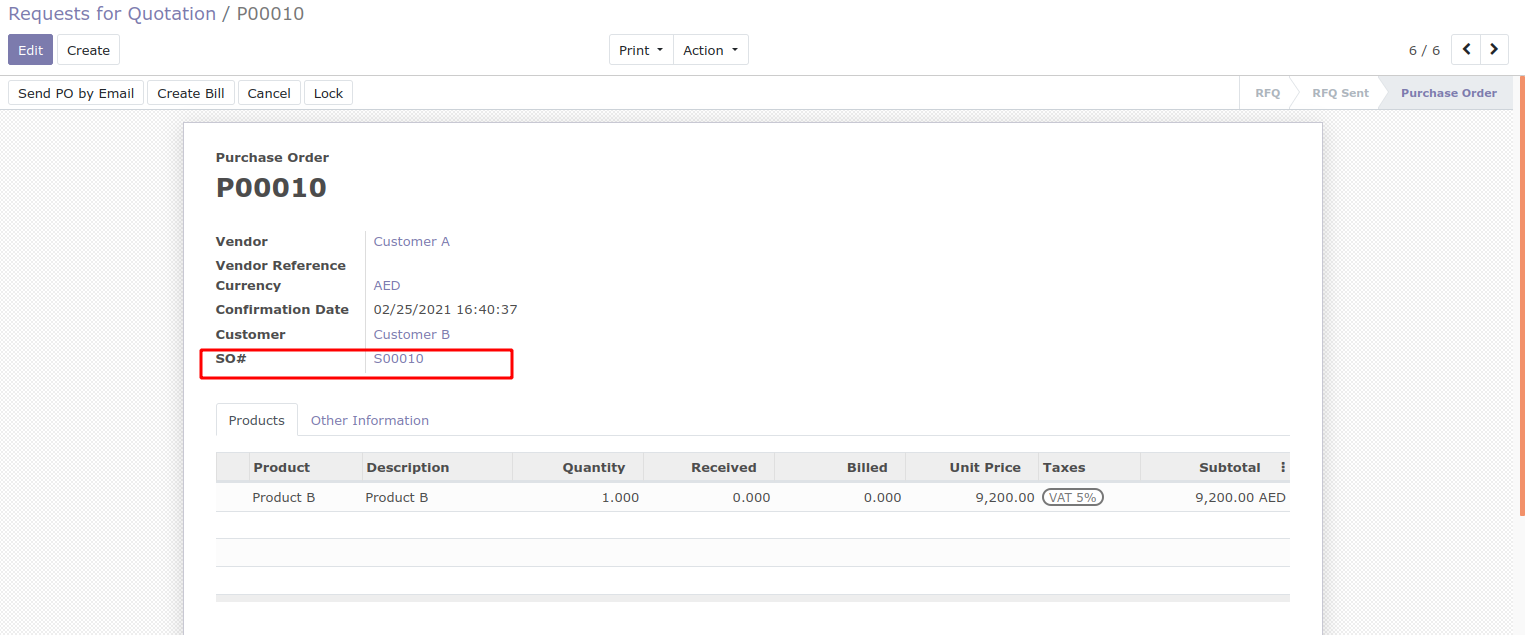 Requests for Quotation / P00010
Edit Create Print Action 6 / 6
Send PO by Email Create Bill Cancel Lock RFQ RFQ Sent Purchase Order
Purchase Order
P00010
Vendor Customer A
Vendor Reference
Currency AED
Confirmation Date 02/25/2021 16:40:37
Customer Customer B
SO# S00010
Products Other Information
Product Description Quantity Received Billed Unit Price Taxes Subtotal
Product B Product B 1.000 0.000 0.000 9,200.00 VAT 5% 9,200.00 AED